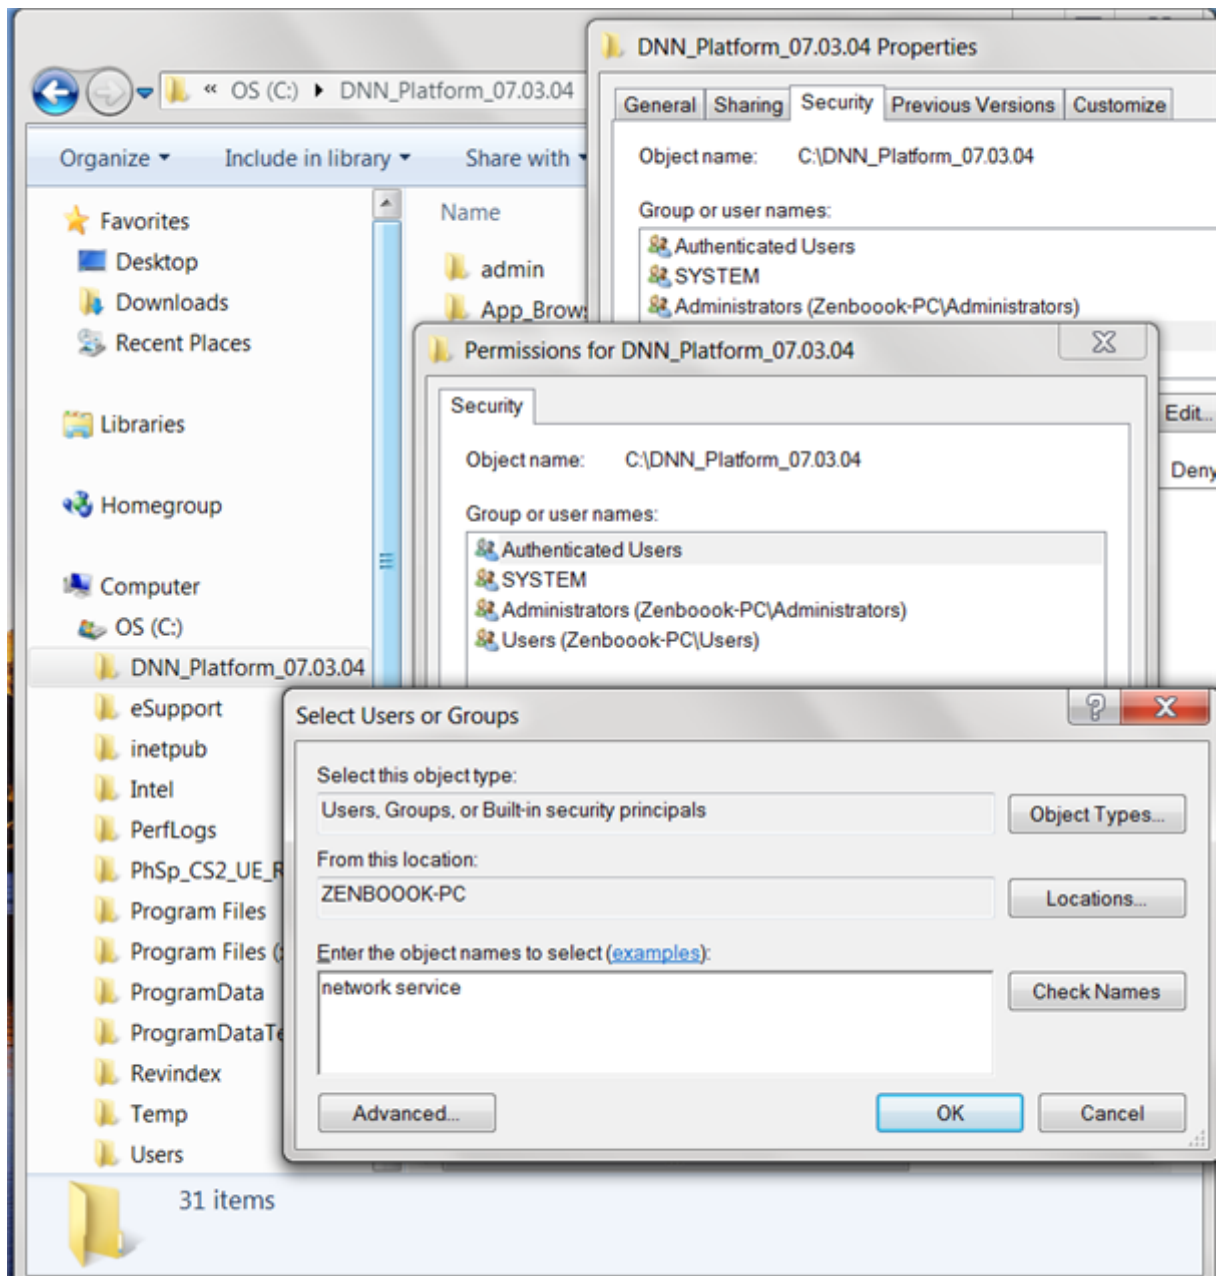 DNN_Platform_07.03.04 Properties
« OS (C:) ▸ DNN_Platform_07.03.04
General Sharing Security Previous Versions Customize
Organize Include in library Share with
Object name: C:\DNN_Platform_07.03.04
Group or user names:
Authenticated Users
SYSTEM
Administrators (Zenboook-PC\Administrators)
Edit...
Deny
Favorites
Desktop
Downloads
Recent Places
Libraries
Homegroup
Computer
OS (C:)
DNN_Platform_07.03.04
eSupport
inetpub
Intel
PerfLogs
PhSp_CS2_UE_R
Program Files
Program Files (
ProgramData
ProgramDataTe
Revindex
Temp
Users
Name
admin
App_Brow
Permissions for DNN_Platform_07.03.04
Security
Object name: C:\DNN_Platform_07.03.04
Group or user names:
Authenticated Users
SYSTEM
Administrators (Zenboook-PC\Administrators)
Users (Zenboook-PC\Users)
Select Users or Groups
Select this object type:
Users, Groups, or Built-in security principals
Object Types...
From this location:
ZENBOOOK-PC
Locations...
Enter the object names to select (examples):
network service
Check Names
Advanced...
OK
Cancel
31 items